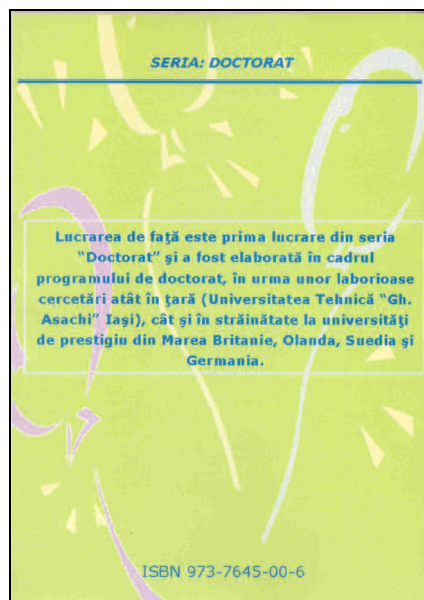 SERIA: DOCTORAT
Lucrarea de faţă este prima lucrare din seria
"Doctorat" şi a fost elaborată în cadrul
programului de doctorat, în urma unor laborioase
cercetări atât în ţară (Universitatea Tehnică "Gh.
Asachi" Iaşi), cât şi în străinătate la universităţi
de prestigiu din Marea Britanie, Olanda, Suedia şi
Germania.
ISBN 973-7645-00-6